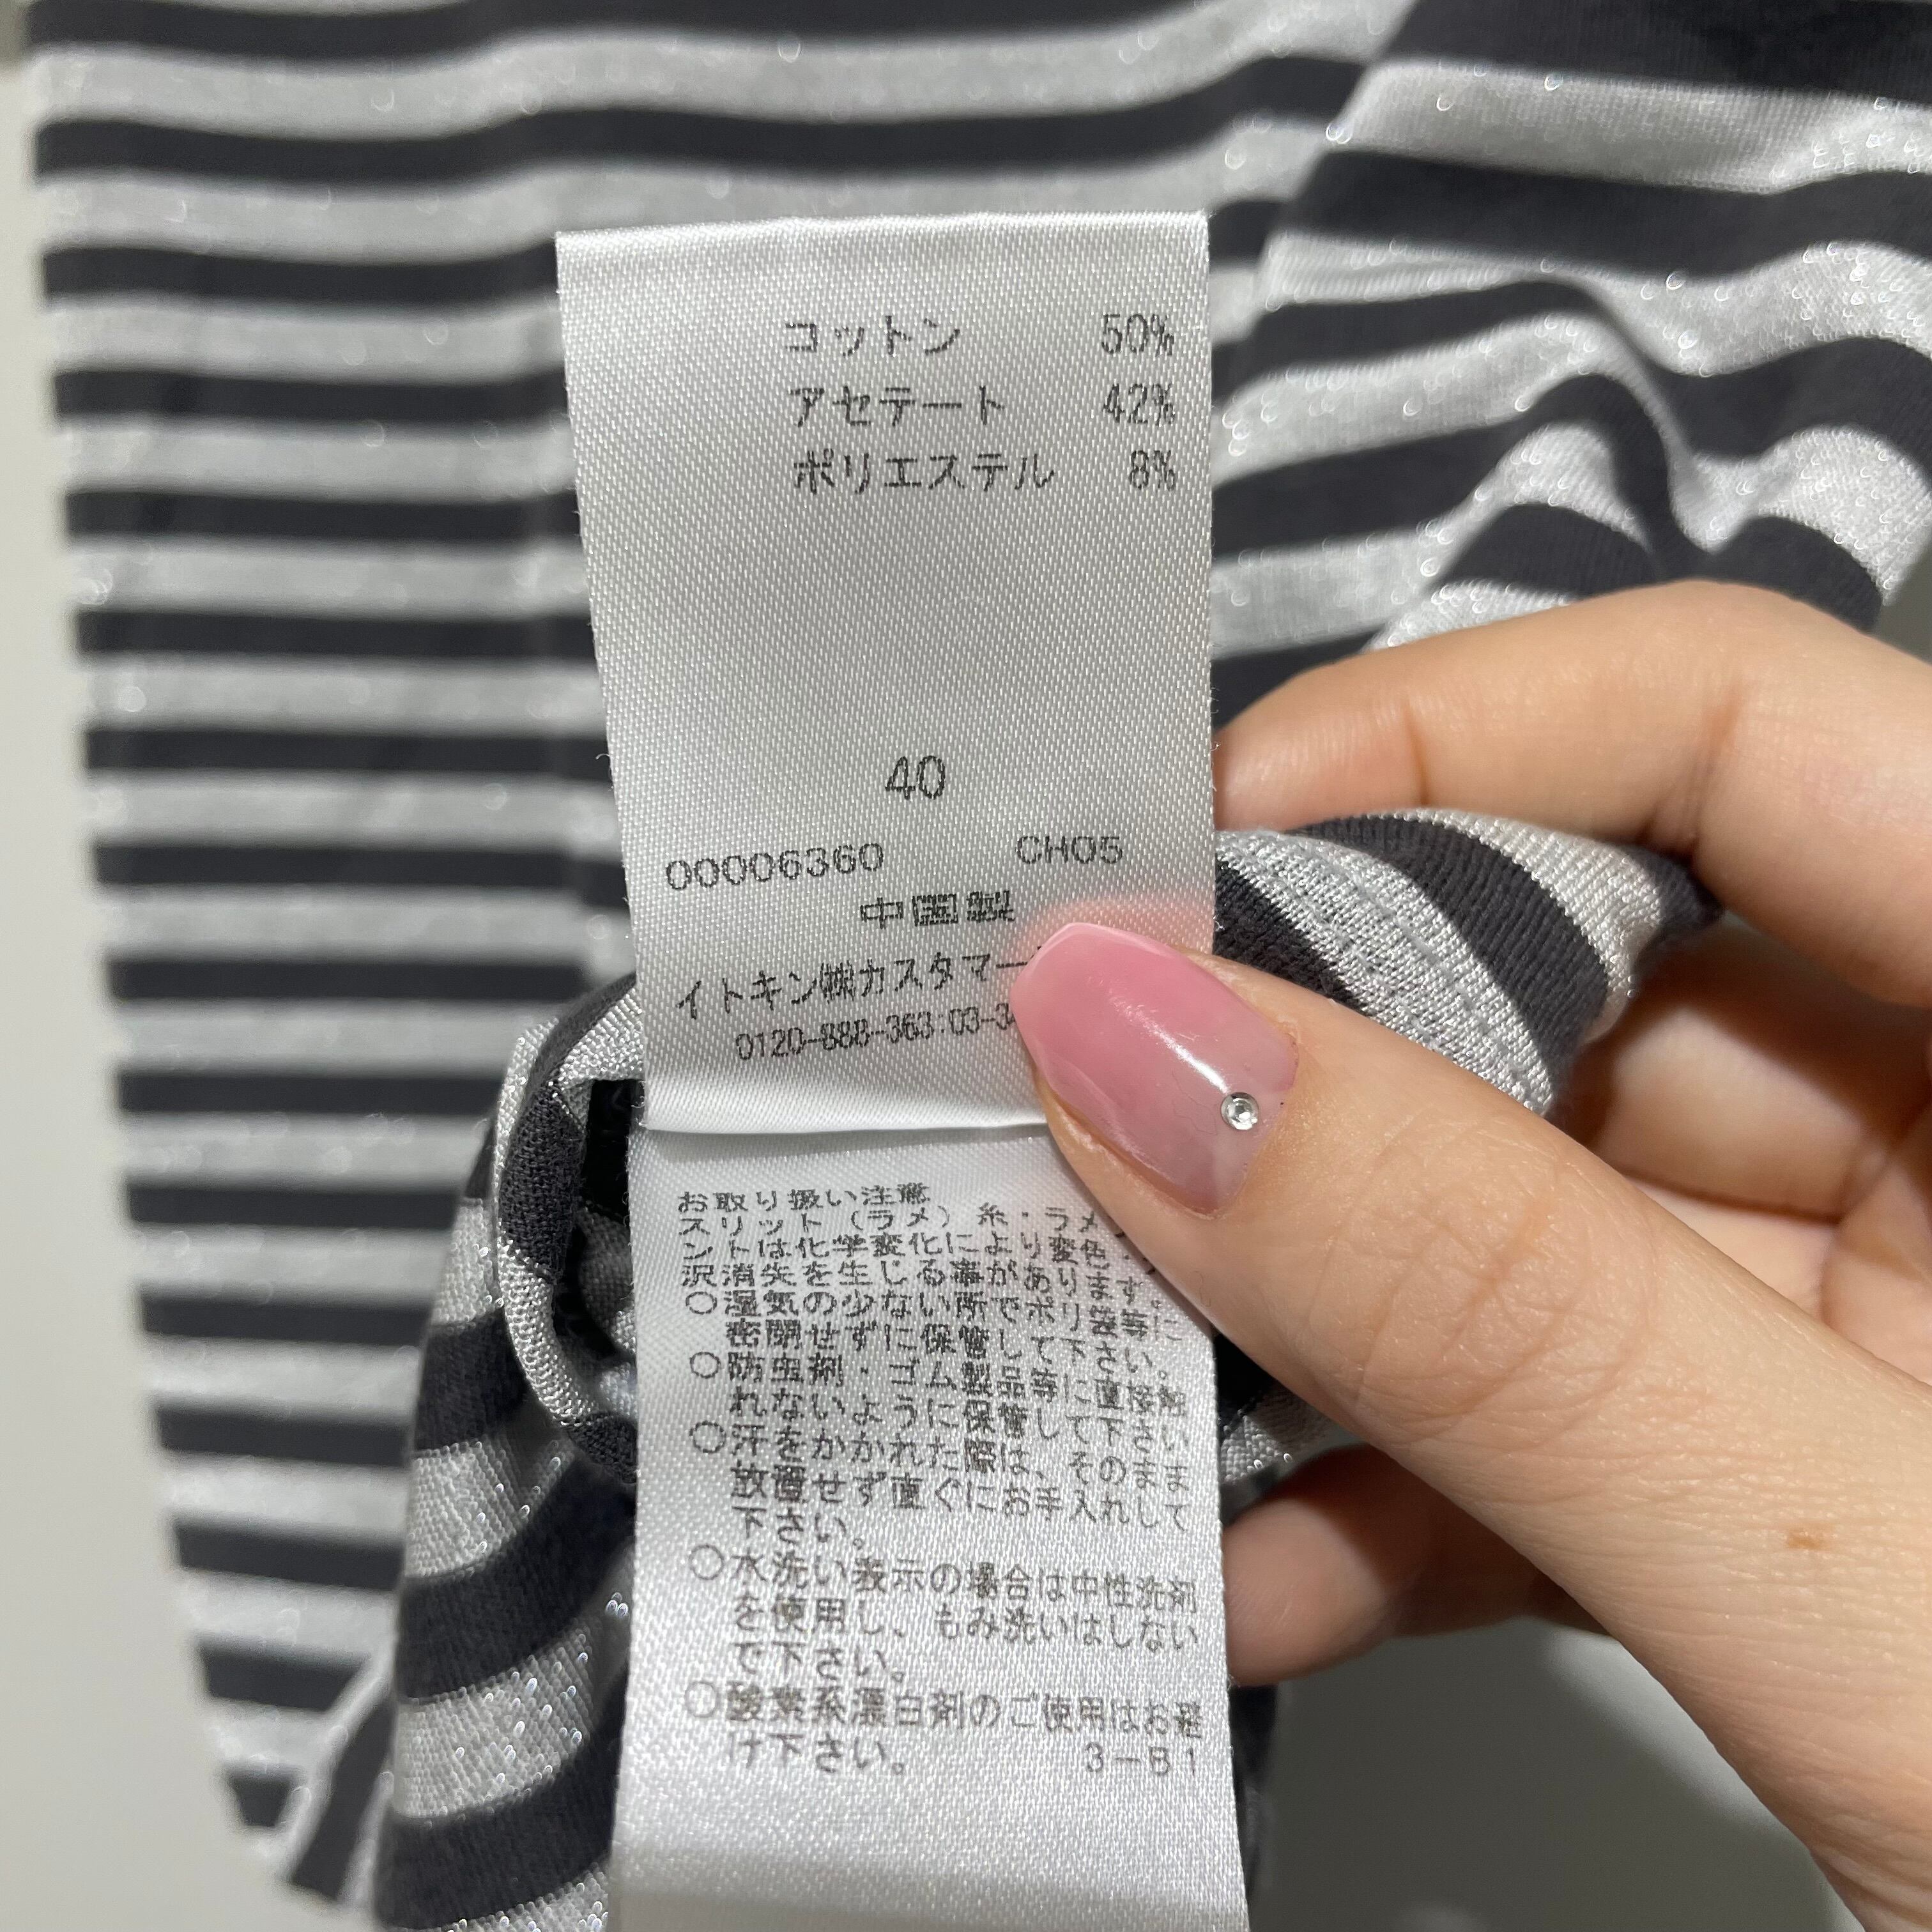 コットン 50%
アセテート 42%
ポリエステル 8%
40
00006360 CH05
中国製
イトキン㈱カスタマー
0120-888-363:03-3
お取り扱い注意
スリット（ラメ）糸・ラメ
ントは化学変化により変色
沢消失を生じる事があります。
○湿気の少ない所でポリ袋等に
密閉せずに保管して下さい。
○防虫剤・ゴム製品等に直接触
れないように保管して下さい
○汗をかかれた際は、そのまま
放置せず直ぐにお手入れして
下さい。
○水洗い表示の場合は中性洗剤
を使用し、もみ洗いはしない
で下さい。
○酸素系漂白剤のご使用はお避
け下さい。 3-B1